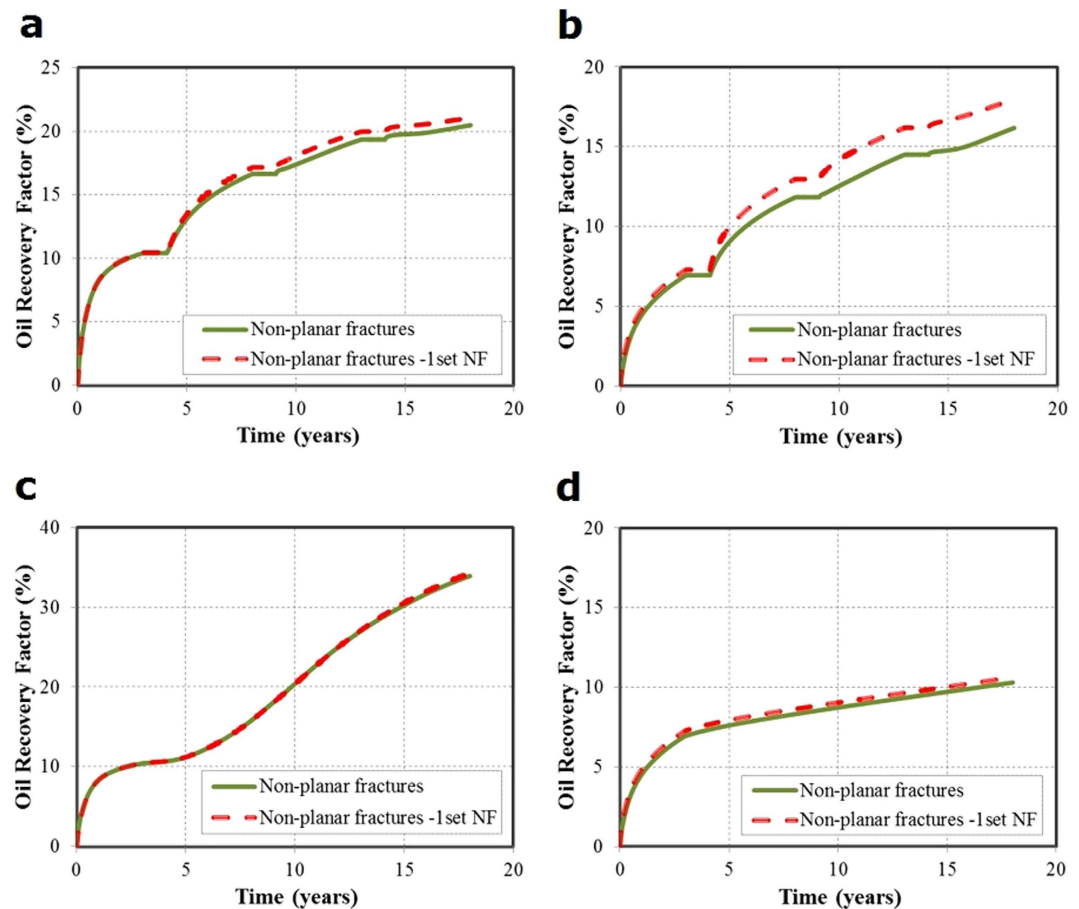 a
25
20
15
10
5
0
Oil Recovery Factor (%)
Non-planar fractures
Non-planar fractures -1set NF
0 5 10 15 20
Time (years)
b
20
15
10
5
0
Oil Recovery Factor (%)
Non-planar fractures
Non-planar fractures -1set NF
0 5 10 15 20
Time (years)
c
40
30
20
10
0
Oil Recovery Factor (%)
Non-planar fractures
Non-planar fractures -1set NF
0 5 10 15 20
Time (years)
d
20
15
10
5
0
Oil Recovery Factor (%)
Non-planar fractures
Non-planar fractures -1set NF
0 5 10 15 20
Time (years)